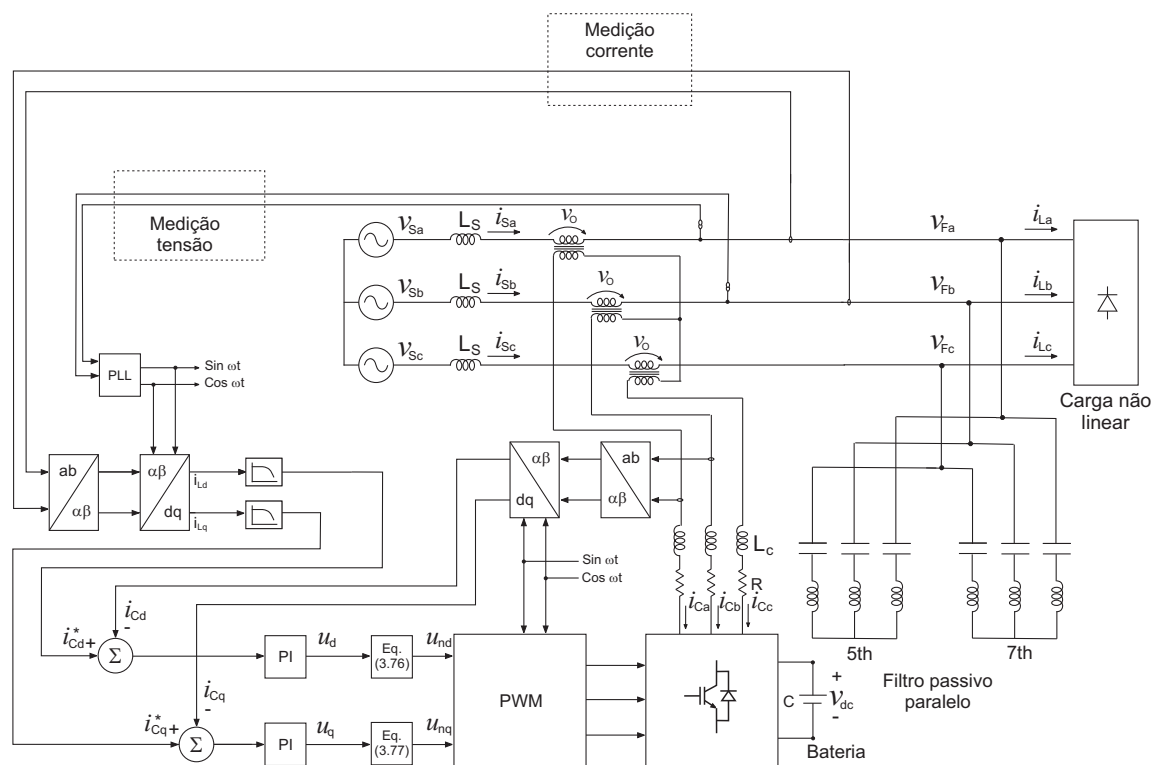 Medição
corrente
Medição
tensão
v_Sa
L_S
i_Sa
v_O
v_Fa
i_La
v_Sb
L_S
i_Sb
v_O
v_Fb
i_Lb
v_Sc
L_S
i_Sc
v_O
v_Fc
i_Lc
Carga não
linear
PLL
Sin ωt
Cos ωt
ab
αβ
αβ
dq
i_Ld
i_Lq
αβ
dq
ab
αβ
Sin ωt
Cos ωt
L_c
R
i_Ca
i_Cb
i_Cc
5th
7th
Filtro passivo
paralelo
i_Cd
-
i*_Cd
+
Σ
PI
u_d
Eq.
(3.76)
u_nd
i_Cq
-
i*_Cq
+
Σ
PI
u_q
Eq.
(3.77)
u_nq
PWM
C
+
v_dc
-
Bateria